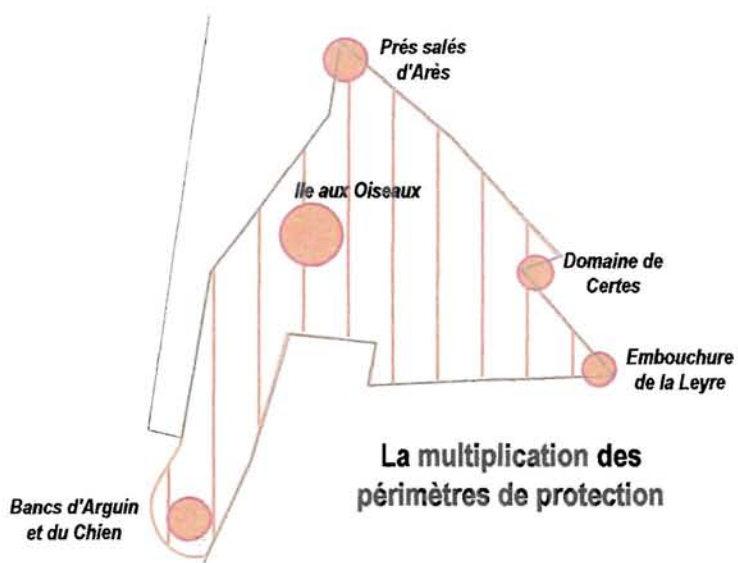 Prés salés
d'Arès
Ile aux Oiseaux
Domaine de
Certes
Embouchure
de la Leyre
La multiplication des
périmètres de protection
Bancs d'Arguin
et du Chien